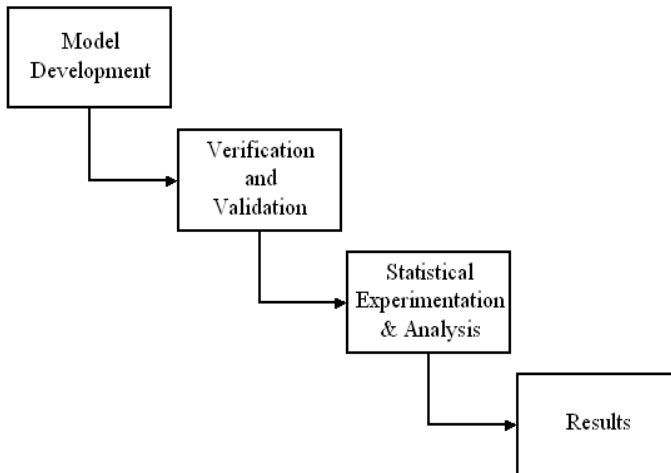 Model
Development
Verification
and
Validation
Statistical
Experimentation
& Analysis
Results